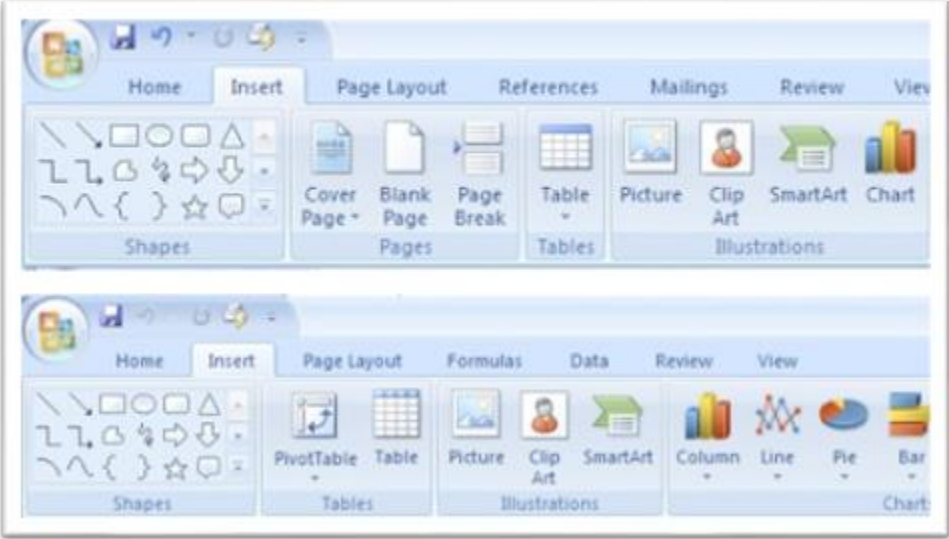 Home Insert Page Layout References Mailings Review View
Cover Page Blank Page Page Break Table Picture Clip Art SmartArt Chart
Shapes Pages Tables Illustrations
Home Insert Page Layout Formulas Data Review View
PivotTable Table Picture Clip Art SmartArt Column Line Pie Bar
Shapes Tables Illustrations Chart